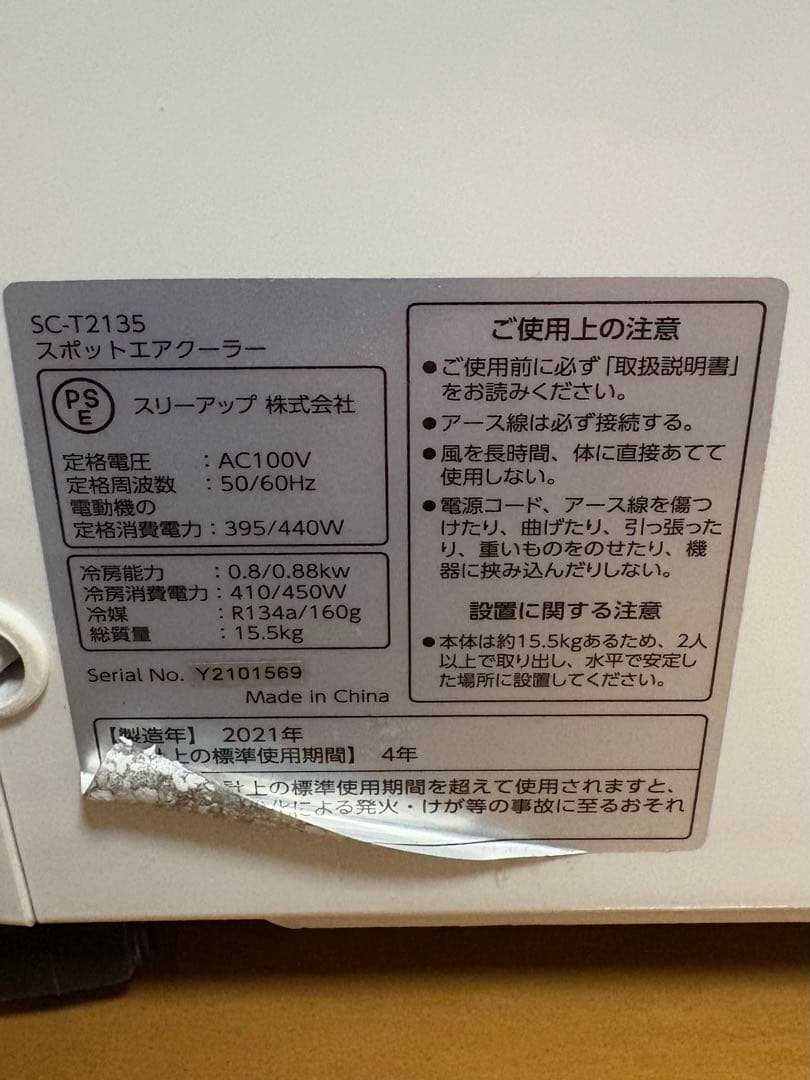 SC-T2135
スポットエアクーラー
PS
E
スリーアップ 株式会社
定格電圧 : AC100V
定格周波数 : 50/60Hz
電動機の
定格消費電力 : 395/440W
冷房能力 : 0.8/0.88kw
冷房消費電力 : 410/450W
冷媒 : R134a/160g
総質量 : 15.5kg
Serial No. Y2101569
Made in China
ご使用上の注意
●ご使用前に必ず「取扱説明書」
をお読みください。
●アース線は必ず接続する。
●風を長時間、体に直接あてて
使用しない。
●電源コード、アース線を傷つ
けたり、曲げたり、引っ張った
り、重いものをのせたり、機
器に挟み込んだりしない。
設置に関する注意
●本体は約15.5kgあるため、2人
以上で取り出し、水平で安定し
た場所に設置してください。
【製造年】 2021年
上の標準使用期間】 4年
計上の標準使用期間を超えて使用されますと、
化による発火・けが等の事故に至るおそれ